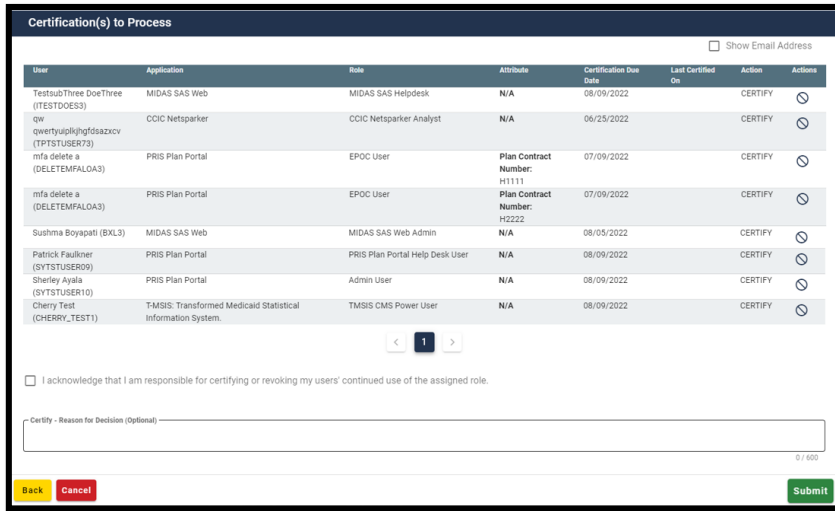 Certification(s) to Process
Show Email Address
User Application Role Attribute Certification Due Date Last Certified On Action Actions
TestsubThree DoeThree (ITESTDOES3) MIDAS SAS Web MIDAS SAS Helpdesk N/A 08/09/2022 CERTIFY
qw qwertyuiplkjhgfdsazxcv (TPTSTUSER73) CCIC Netsparker CCIC Netsparker Analyst N/A 06/25/2022 CERTIFY
mfa delete a (DELETEMFALOA3) PRIS Plan Portal EPOC User Plan Contract Number: H1111 07/09/2022 CERTIFY
mfa delete a (DELETEMFALOA3) PRIS Plan Portal EPOC User Plan Contract Number: H2222 07/09/2022 CERTIFY
Sushma Boyapati (BXL3) MIDAS SAS Web MIDAS SAS Web Admin N/A 08/05/2022 CERTIFY
Patrick Faulkner (SYTSTUSER09) PRIS Plan Portal PRIS Plan Portal Help Desk User N/A 08/09/2022 CERTIFY
Sherley Ayala (SYTSTUSER10) PRIS Plan Portal Admin User N/A 08/09/2022 CERTIFY
Cherry Test (CHERRY_TEST1) T-MSIS: Transformed Medicaid Statistical Information System. TMSIS CMS Power User N/A 08/09/2022 CERTIFY
< 1 >
I acknowledge that I am responsible for certifying or revoking my users' continued use of the assigned role.
Certify - Reason for Decision (Optional)
0 / 600
Back Cancel Submit